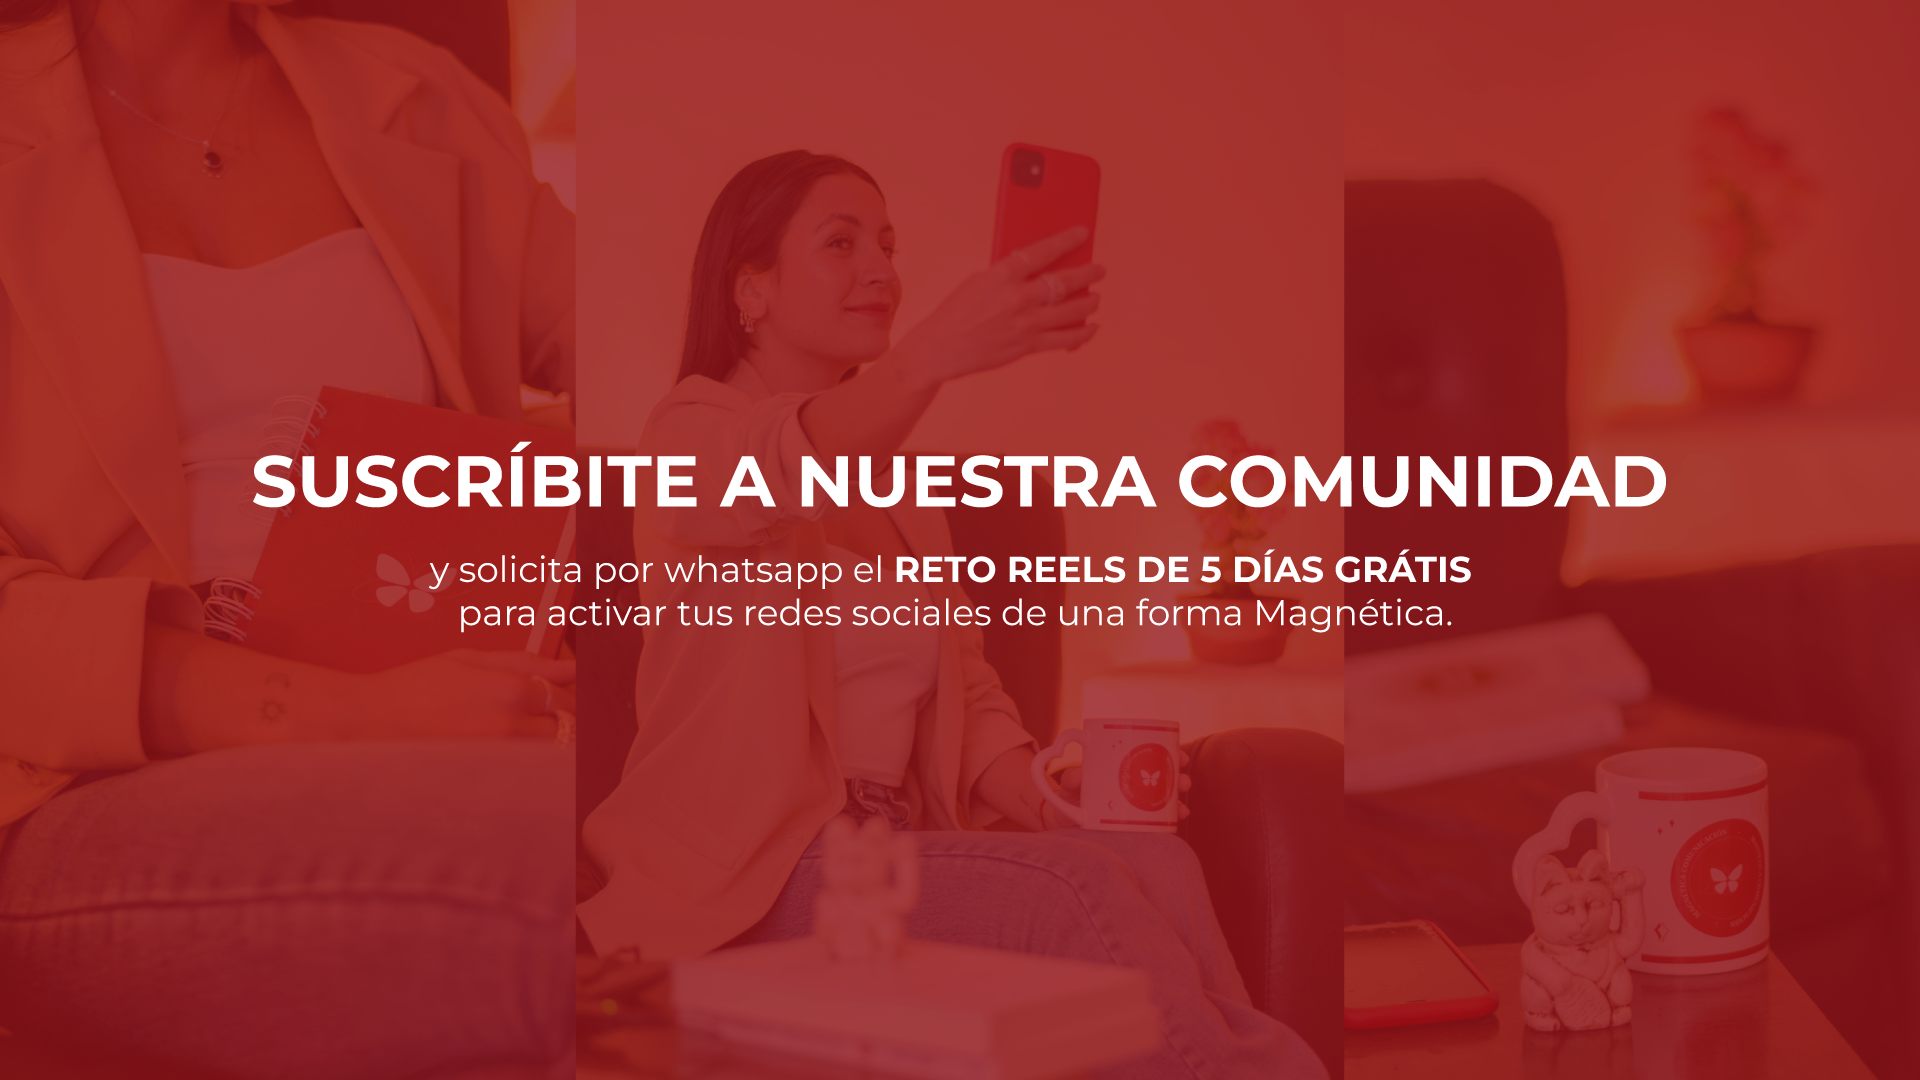 SUSCRÍBITE A NUESTRA COMUNIDAD
y solicita por whatsapp el RETO REELS DE 5 DÍAS GRÁTIS
para activar tus redes sociales de una forma Magnética.